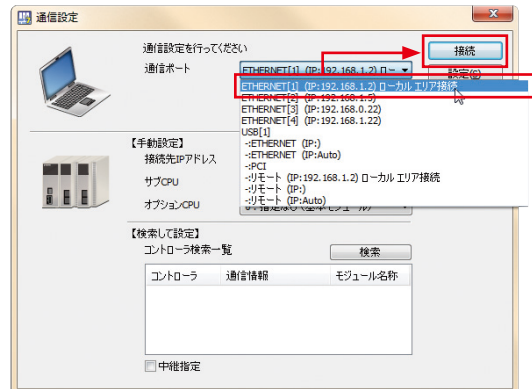 通信設定
通信設定を行ってください
通信ポート
ETHERNET[1] (IP:192.168.1.2) ロー
接続
設定(S)
ETHERNET[1] (IP:192.168.1.2) ローカル エリア接続
ETHERNET[2] (IP:192.168.1.5)
ETHERNET[3] (IP:192.168.0.22)
ETHERNET[4] (IP:192.168.1.22)
USB[1]
-:ETHERNET (IP:)
-:ETHERNET (IP:Auto)
-:PCI
-:リモート (IP:192.168.1.2) ローカル エリア接続
-:リモート (IP:)
-:リモート (IP:Auto)
【手動設定】
接続先IPアドレス
サブCPU
オプションCPU
【検索して設定】
コントローラ検索一覧
検索
コントローラ 通信情報 モジュール名称
中継指定